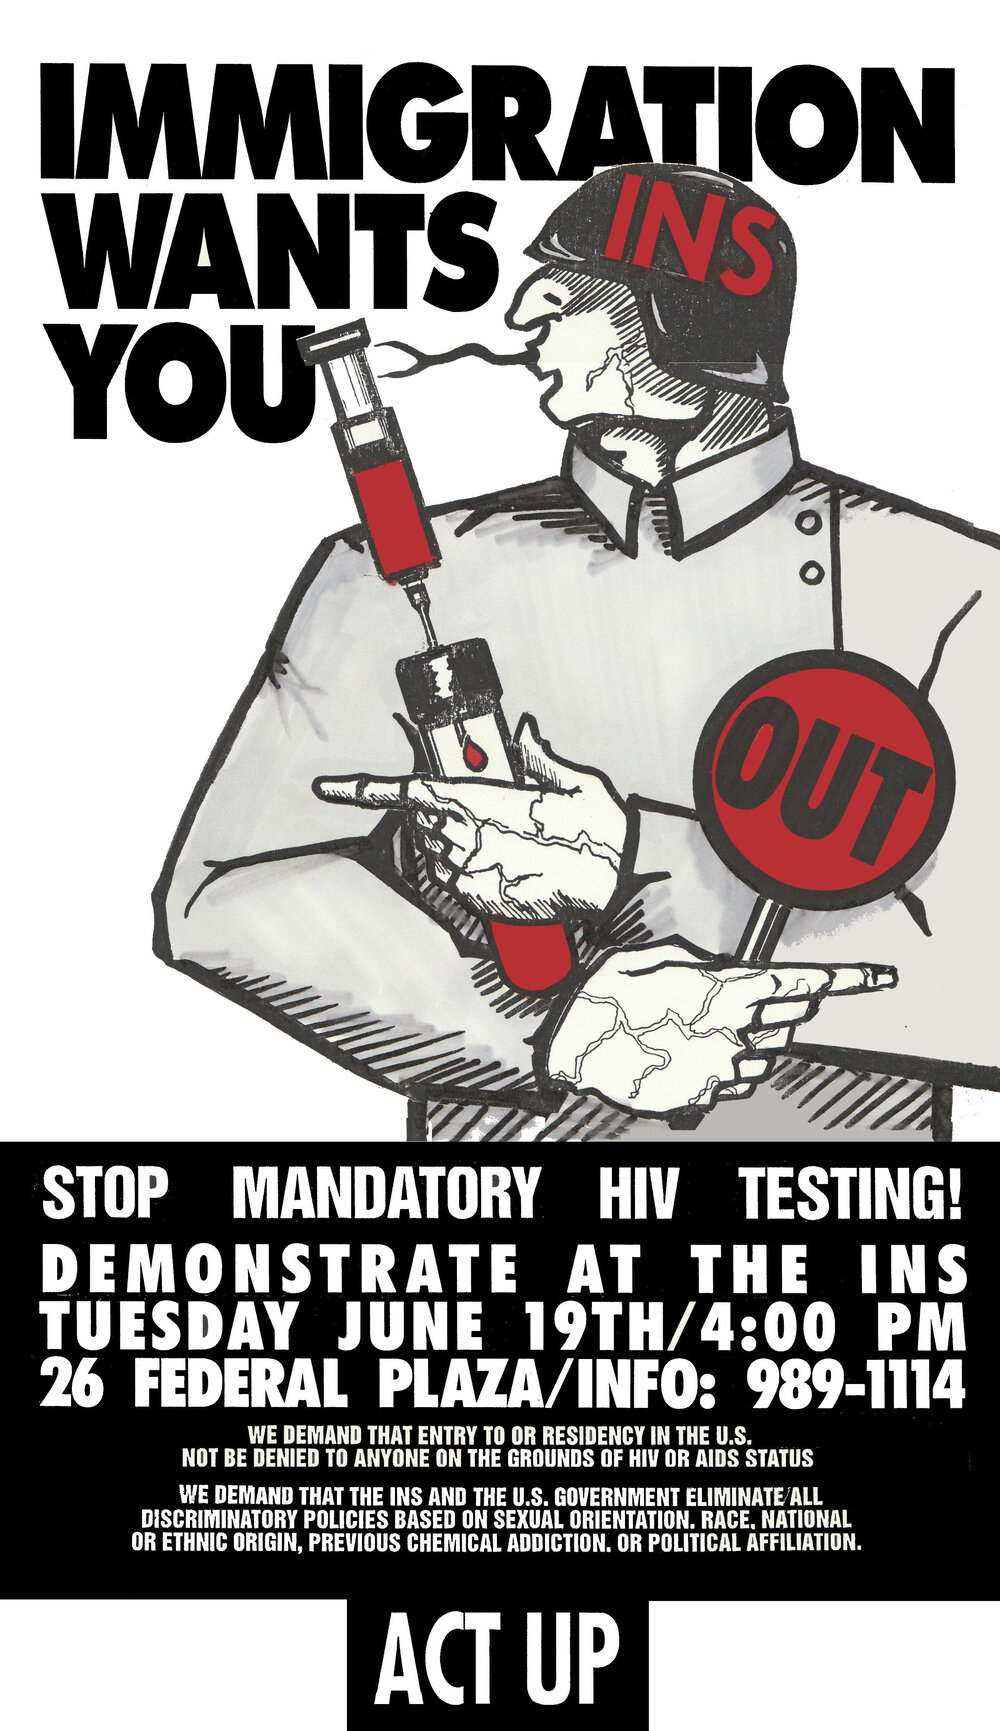 IMMIGRATION
WANTS
YOU
INS
OUT
STOP MANDATORY HIV TESTING!
DEMONSTRATE AT THE INS
TUESDAY JUNE 19TH/4:00 PM
26 FEDERAL PLAZA/INFO: 989-1114
WE DEMAND THAT ENTRY TO OR RESIDENCY IN THE U.S.
NOT BE DENIED TO ANYONE ON THE GROUNDS OF HIV OR AIDS STATUS
WE DEMAND THAT THE INS AND THE U.S. GOVERNMENT ELIMINATE ALL
DISCRIMINATORY POLICIES BASED ON SEXUAL ORIENTATION. RACE, NATIONAL
OR ETHNIC ORIGIN, PREVIOUS CHEMICAL ADDICTION. OR POLITICAL AFFILIATION.
ACT UP